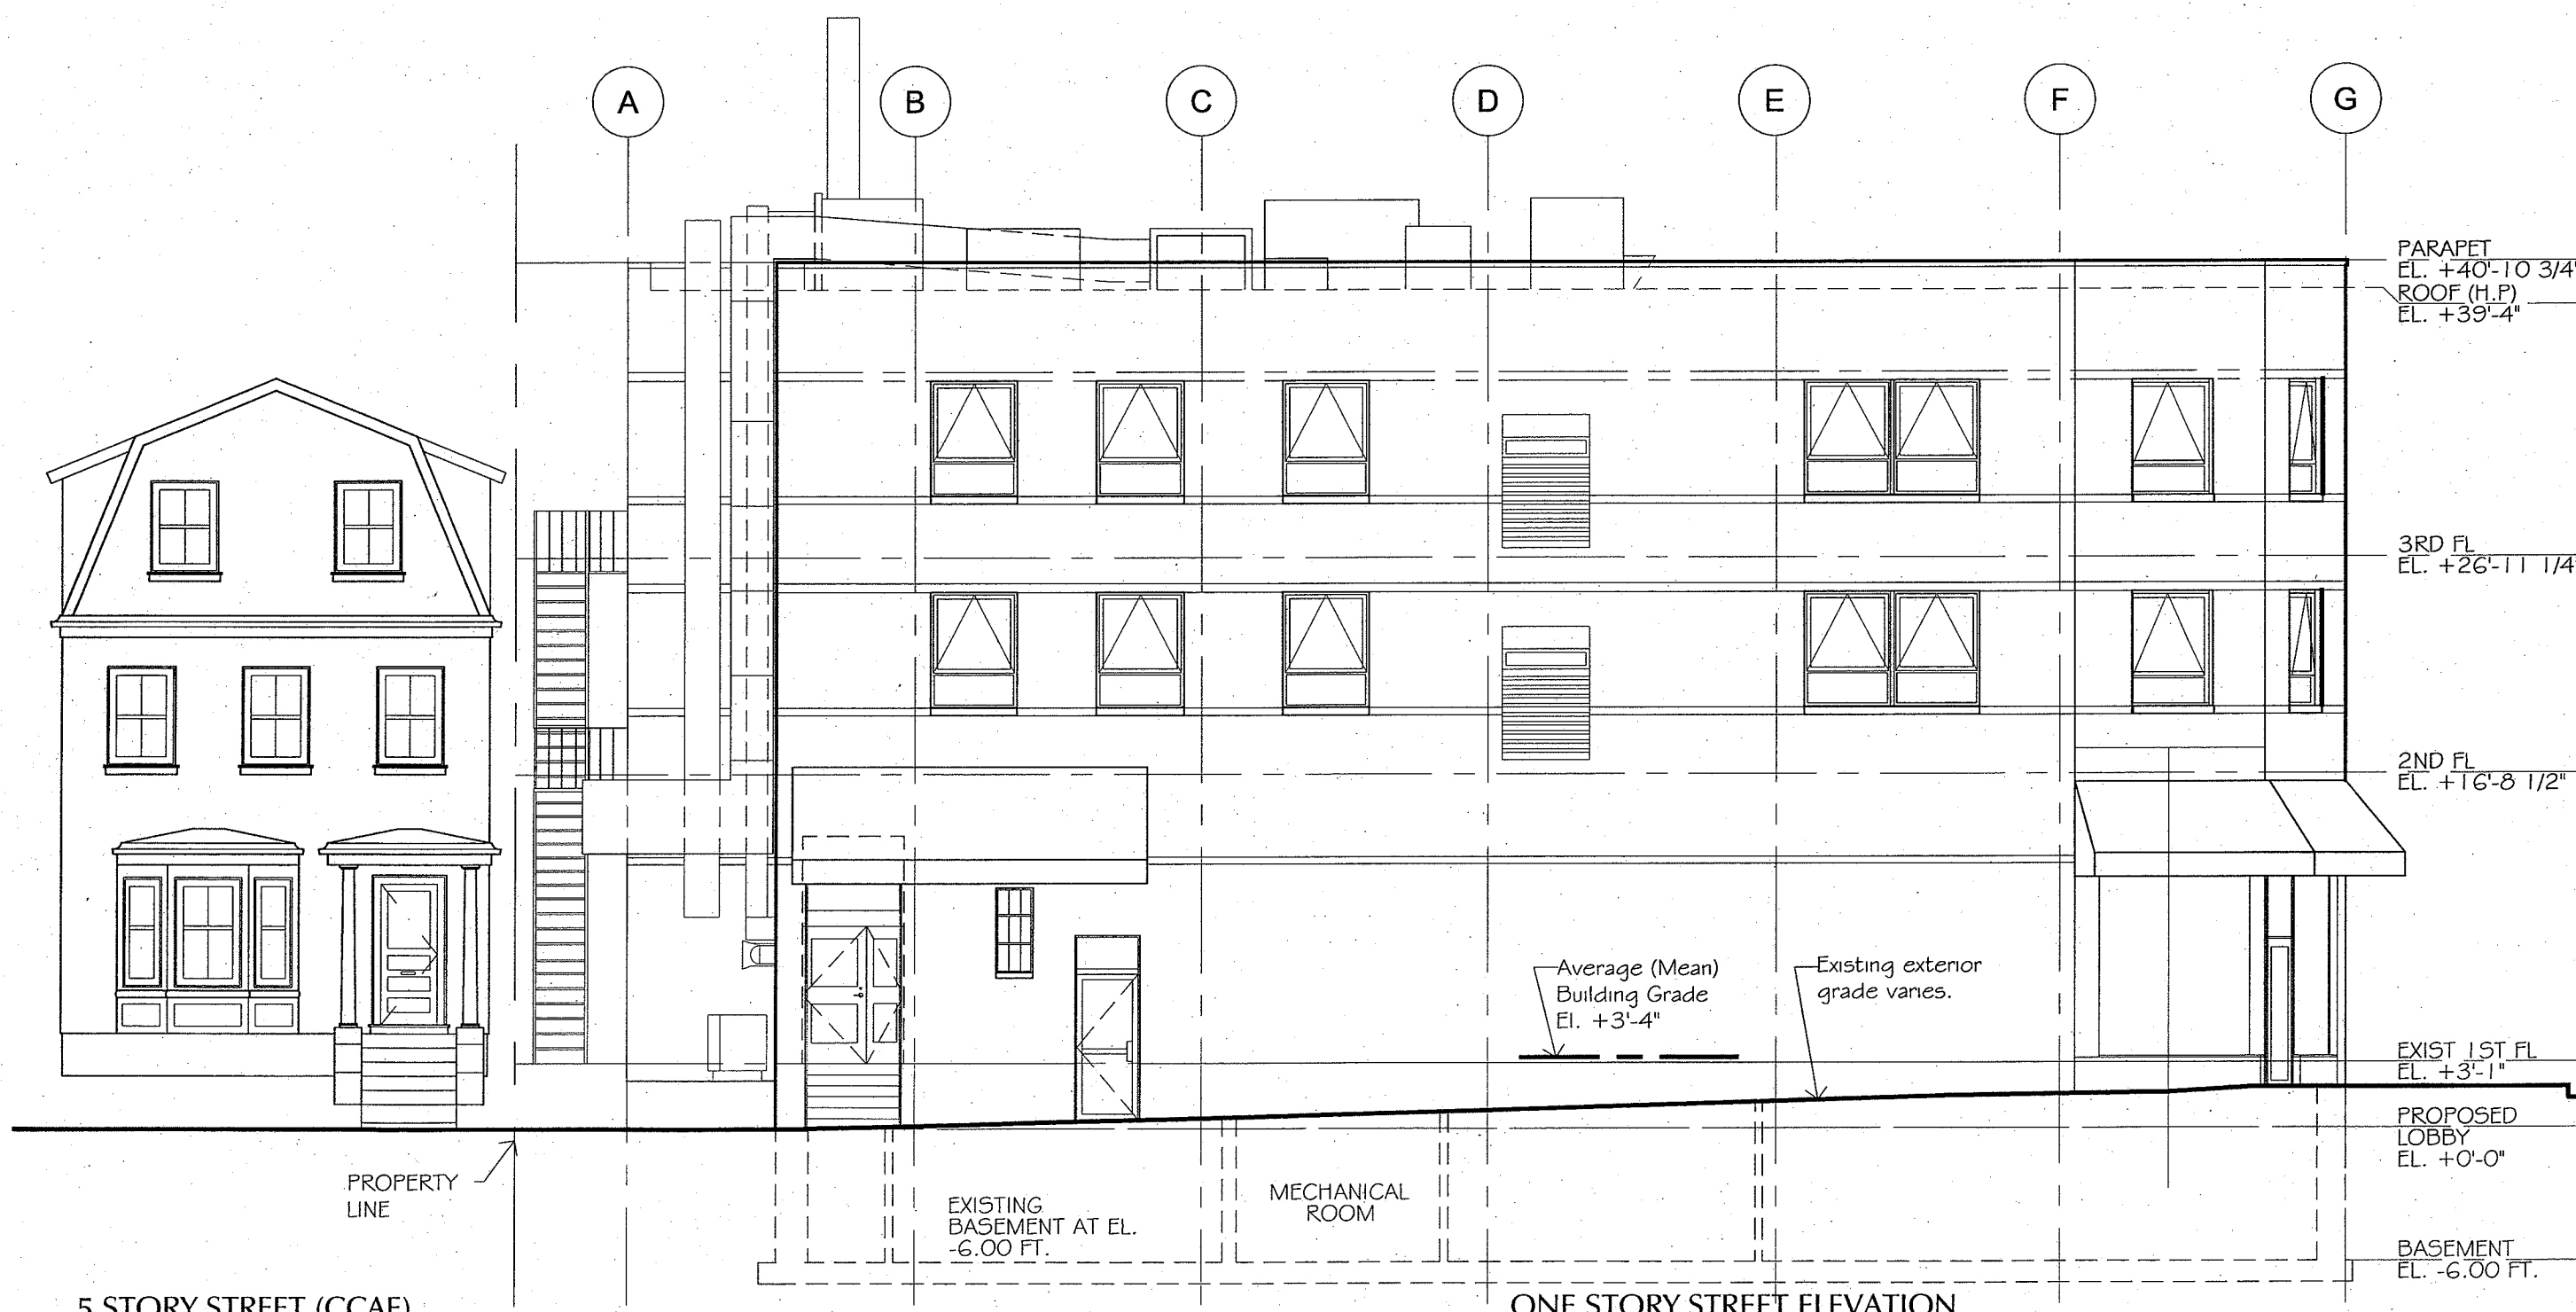 A
B
C
D
E
F
G
PARAPET
EL. +40'-10 3/4"
ROOF (H.P)
EL. +39'-4"
3RD FL
EL. +26'-11 1/4
2ND FL
EL. +16'-8 1/2"
Average (Mean)
Building Grade
El. +3'-4"
Existing exterior
grade varies.
EXIST 1ST FL
EL. +3'-1"
PROPOSED
LOBBY
EL. +0'-0"
PROPERTY
LINE
EXISTING
BASEMENT AT EL.
-6.00 FT.
MECHANICAL
ROOM
BASEMENT
EL. -6.00 FT.
5 STORY STREET (CCAE)
ONE STORY STREET ELEVATION